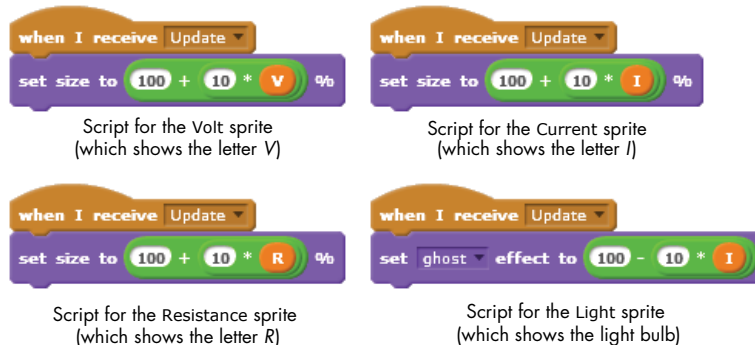 when I receive Update
set size to 100 + 10 * V %
Script for the Volt sprite
(which shows the letter V)
when I receive Update
set size to 100 + 10 * I %
Script for the Current sprite
(which shows the letter I)
when I receive Update
set size to 100 + 10 * R %
Script for the Resistance sprite
(which shows the letter R)
when I receive Update
set ghost effect to 100 - 10 * I
Script for the Light sprite
(which shows the light bulb)